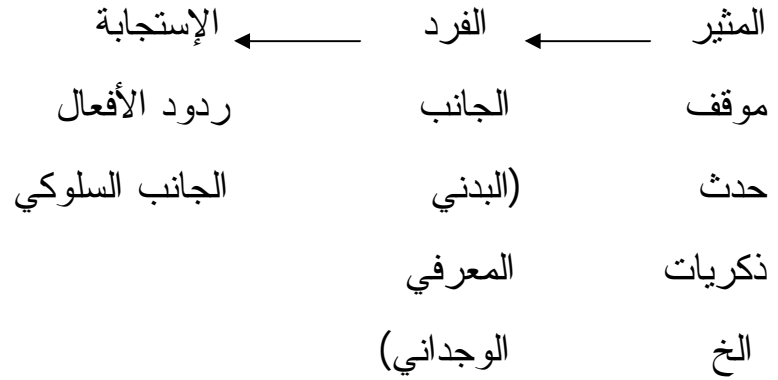 المثير الفرد الإستجابة
موقف الجانب ردود الأفعال
حدث (البدني الجانب السلوكي
ذكريات المعرفي
الخ الوجداني)